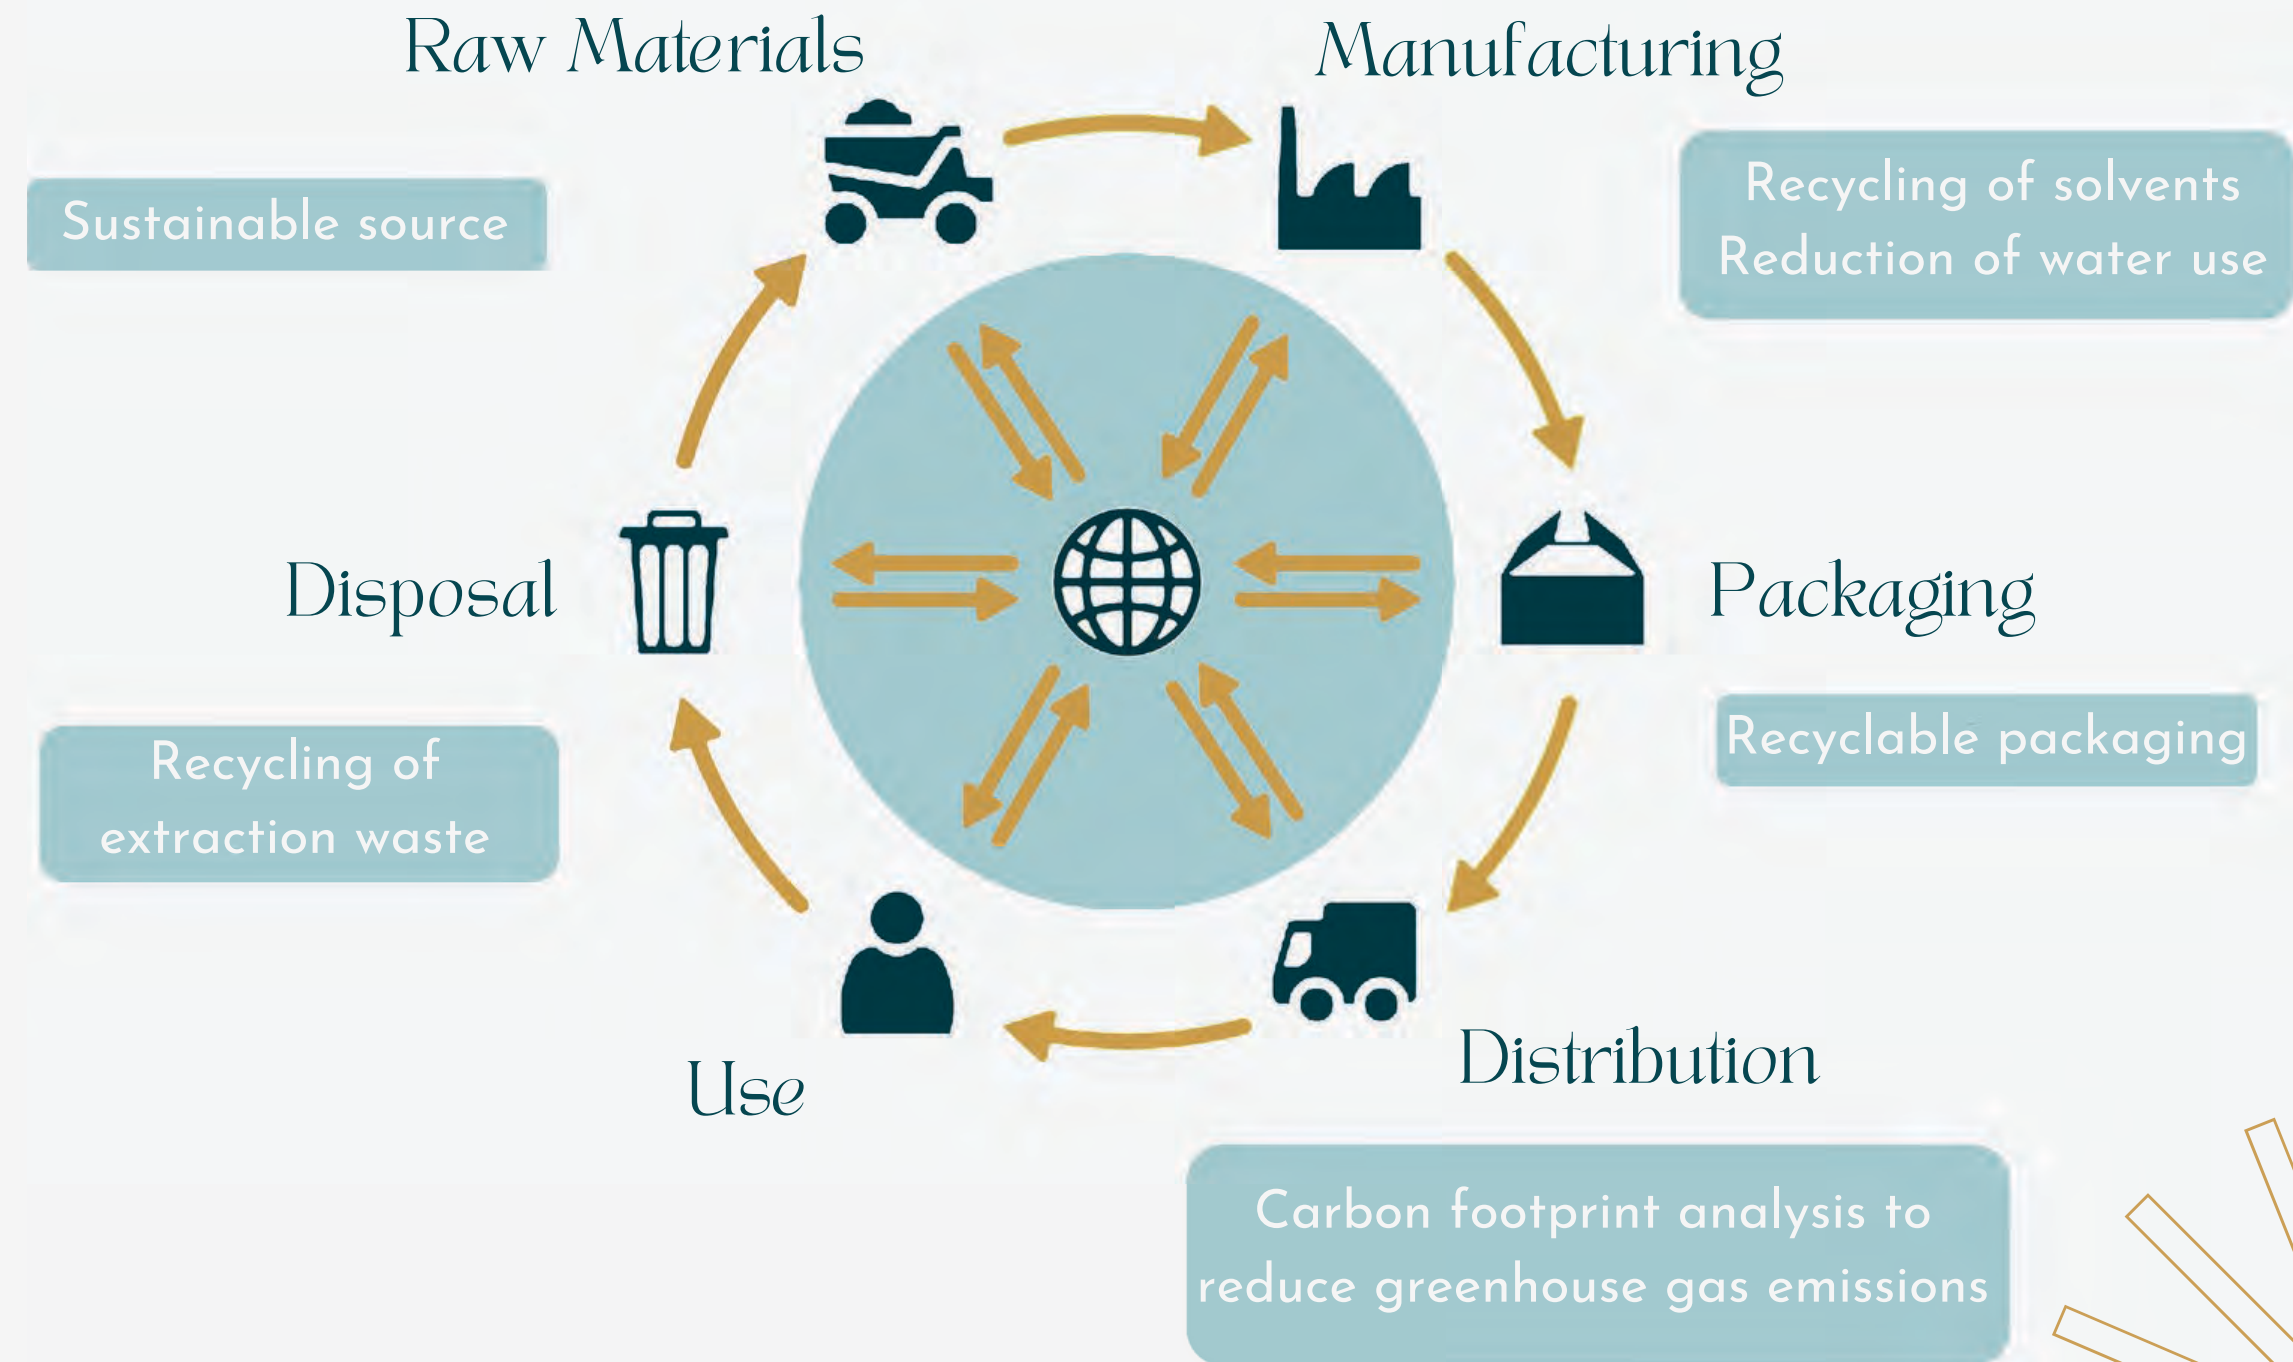 Raw Materials
Manufacturing
Sustainable source
Recycling of solvents
Reduction of water use
Disposal
Packaging
Recycling of
extraction waste
Recyclable packaging
Use
Distribution
Carbon footprint analysis to
reduce greenhouse gas emissions